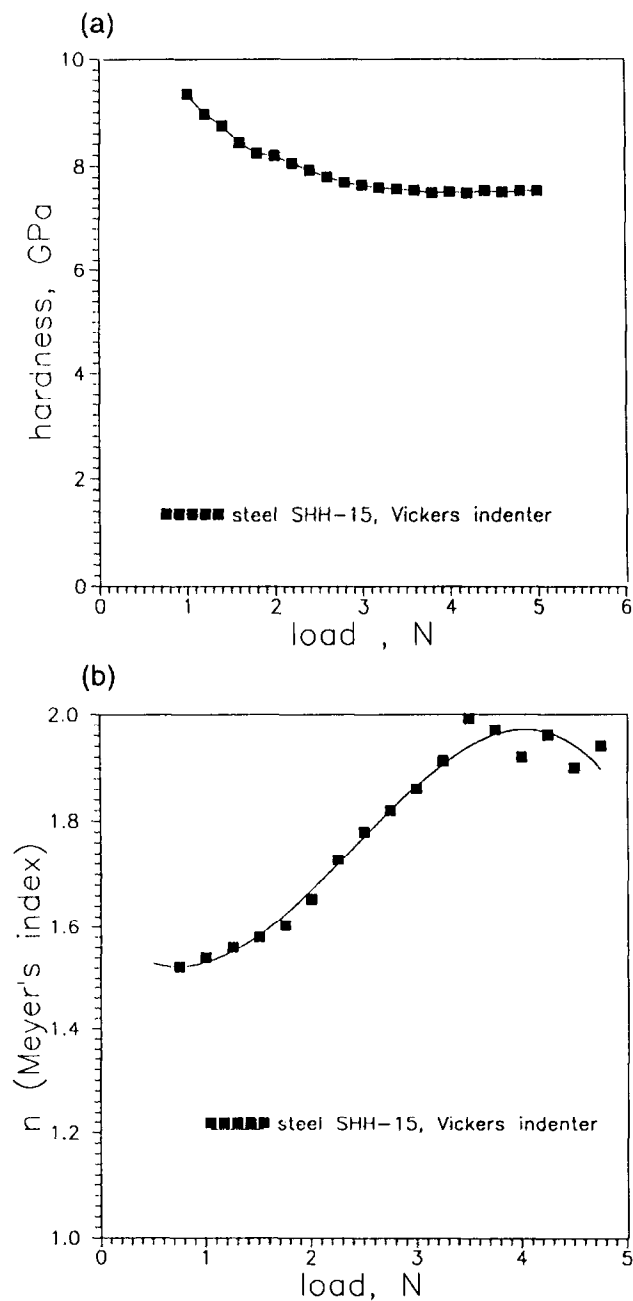 (a)
hardness, GPa
10
8
6
4
2
0
steel SHH-15, Vickers indenter
0 1 2 3 4 5 6
load , N
(b)
n (Meyer's index)
2.0
1.8
1.6
1.4
1.2
1.0
steel SHH-15, Vickers indenter
0 1 2 3 4 5
load, N